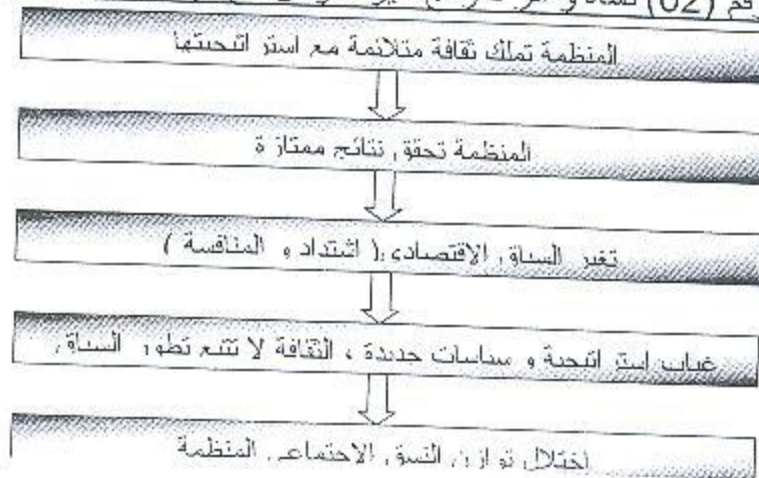 رقم (02)
المنظمة تملك ثقافة متلائمة مع استراتيجيتها
المنظمة تحقق نتائج ممتازة
تغير السياق الاقتصادي (اشتداد و المنافسة )
غياب استراتيجية و سياسات جديدة ، الثقافة لا تتبع تطور السياق
اختلال توازن النسق الاجتماعي المنظمة